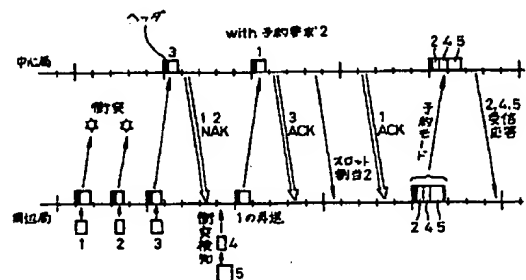 ヘッダ
with 予約要求2
3
1
2 4 5
中心局
衝突
1 2
NAK
3
ACK
スロット
割当2
1
ACK
予約モード
2,4,5
受信
応答
周辺局
1
2
3
衝突
検知
4
5
1の再送
2 4 5